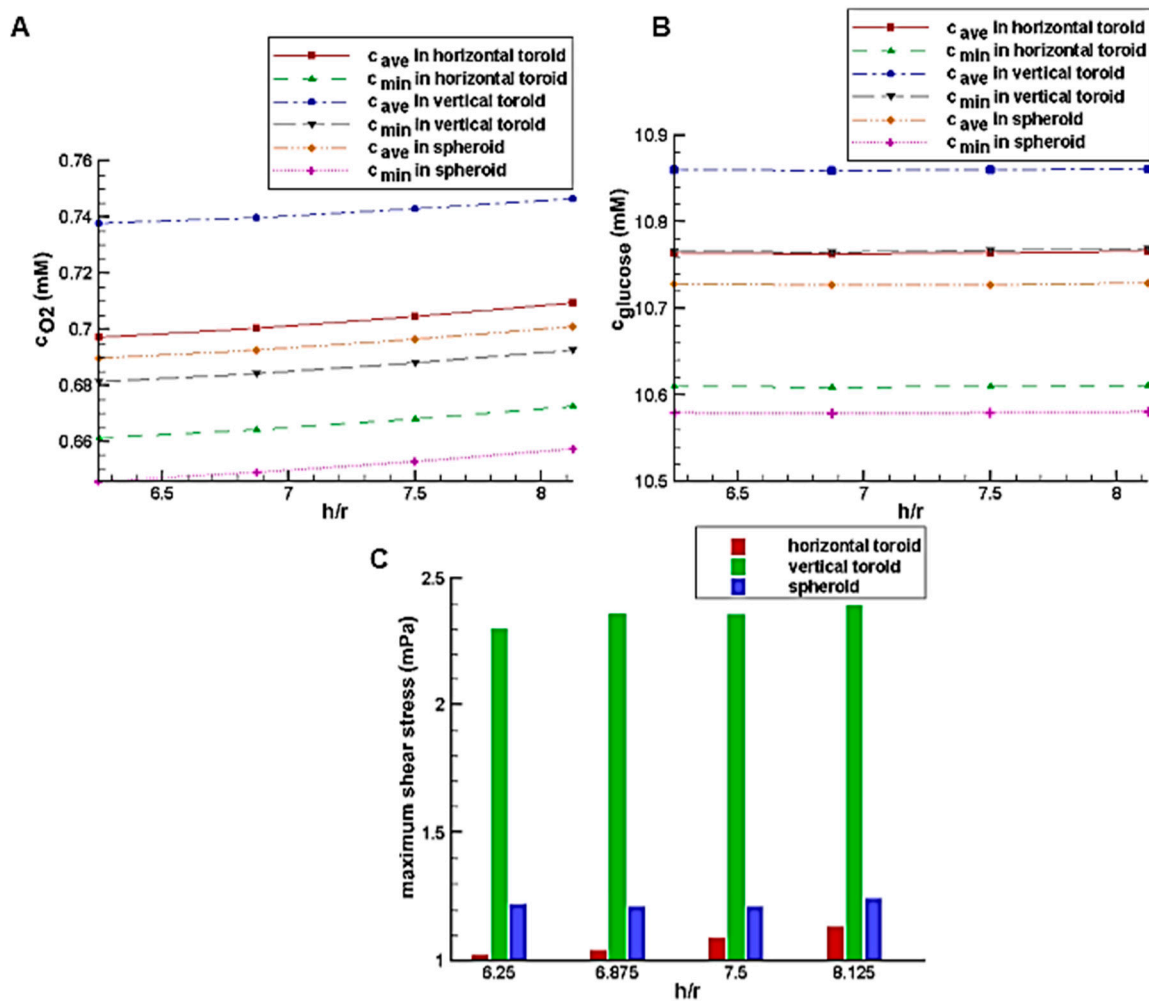 A
c ave in horizontal toroid
c min in horizontal toroid
c ave in vertical toroid
c min in vertical toroid
c ave in spheroid
c min in spheroid
0.76
0.74
0.72
0.7
0.68
0.66
cO2 (mM)
6.5
7
7.5
8
h/r
B
c ave in horizontal toroid
c min in horizontal toroid
c ave in vertical toroid
c min in vertical toroid
c ave in spheroid
c min in spheroid
10.9
10.8
10.7
10.6
10.5
cglucose (mM)
6.5
7
7.5
8
h/r
C
horizontal toroid
vertical toroid
spheroid
2.5
2
1.5
1
maximum shear stress (mPa)
6.25
6.875
7.5
8.125
h/r